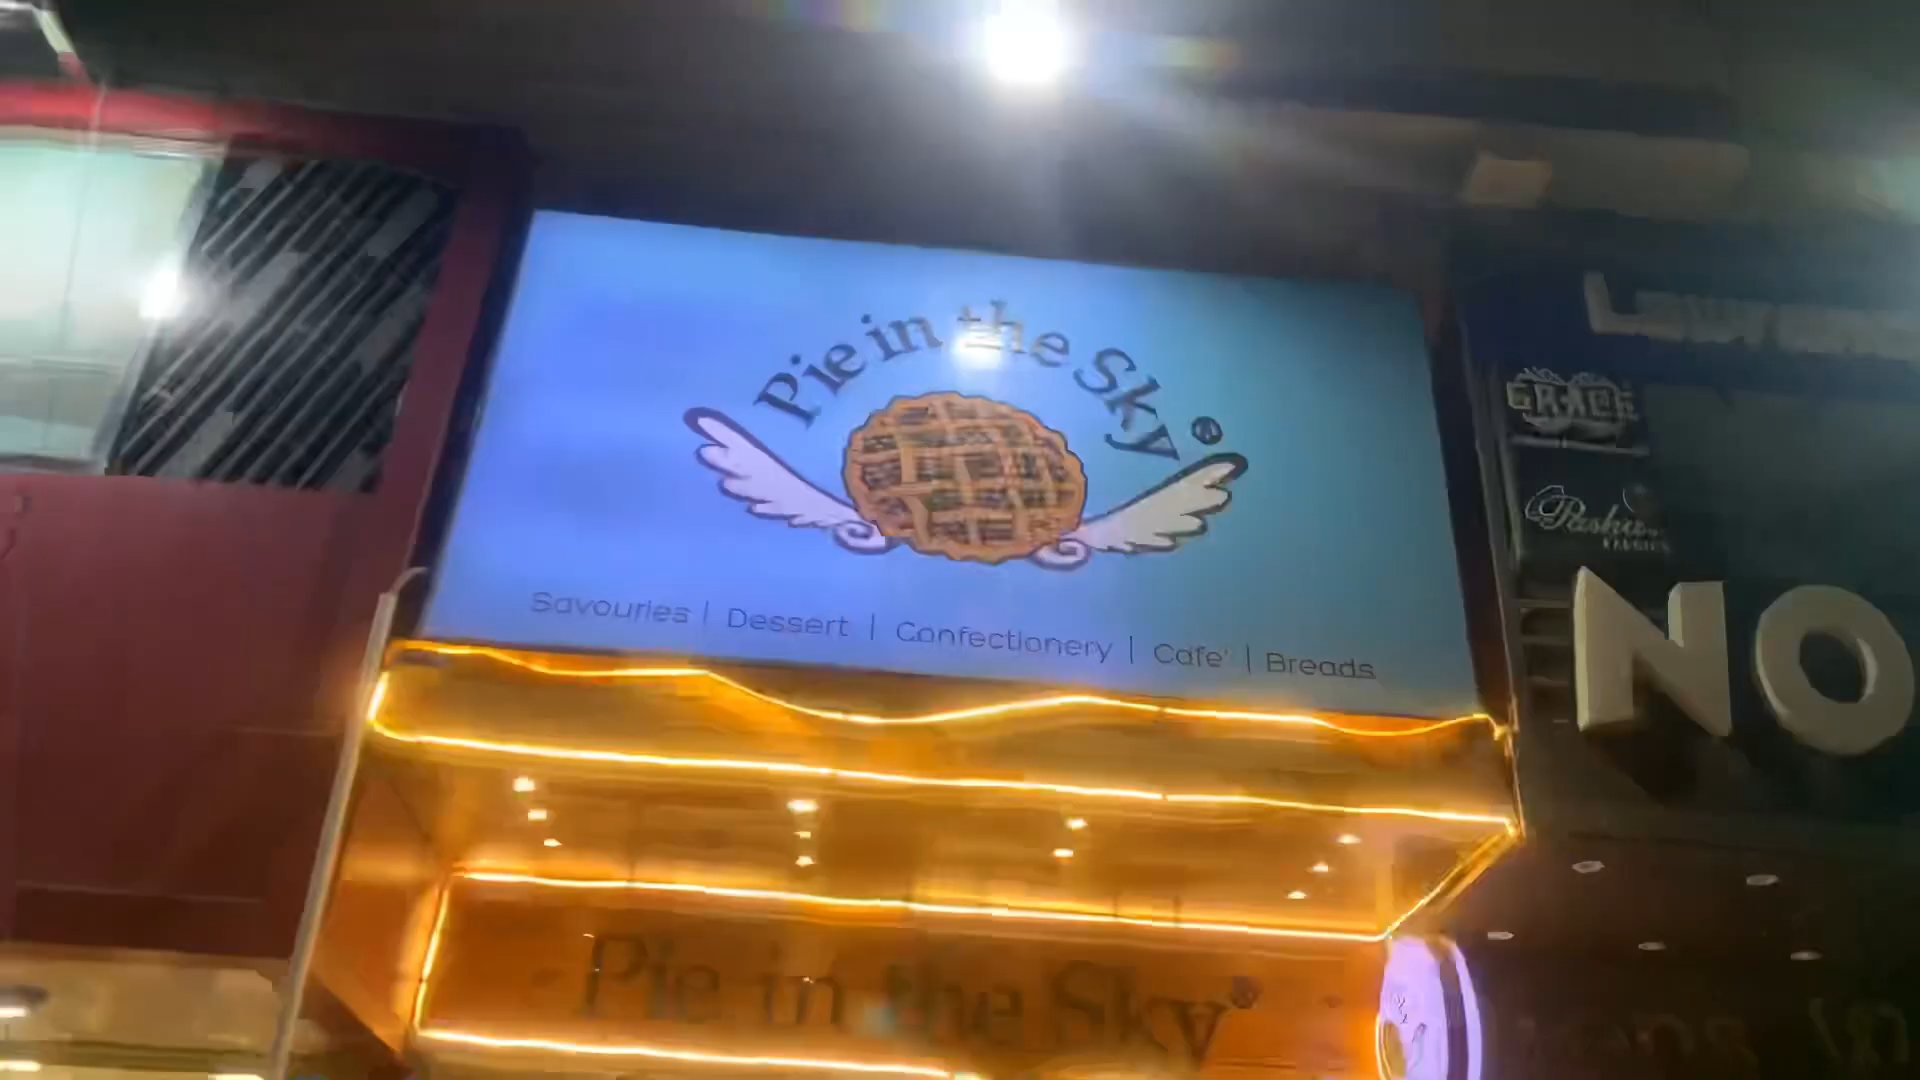 Pie in the Sky®
Savouries | Dessert | Confectionery | Cafe' | Breads
Pie in the Sky®
GRACE
NO